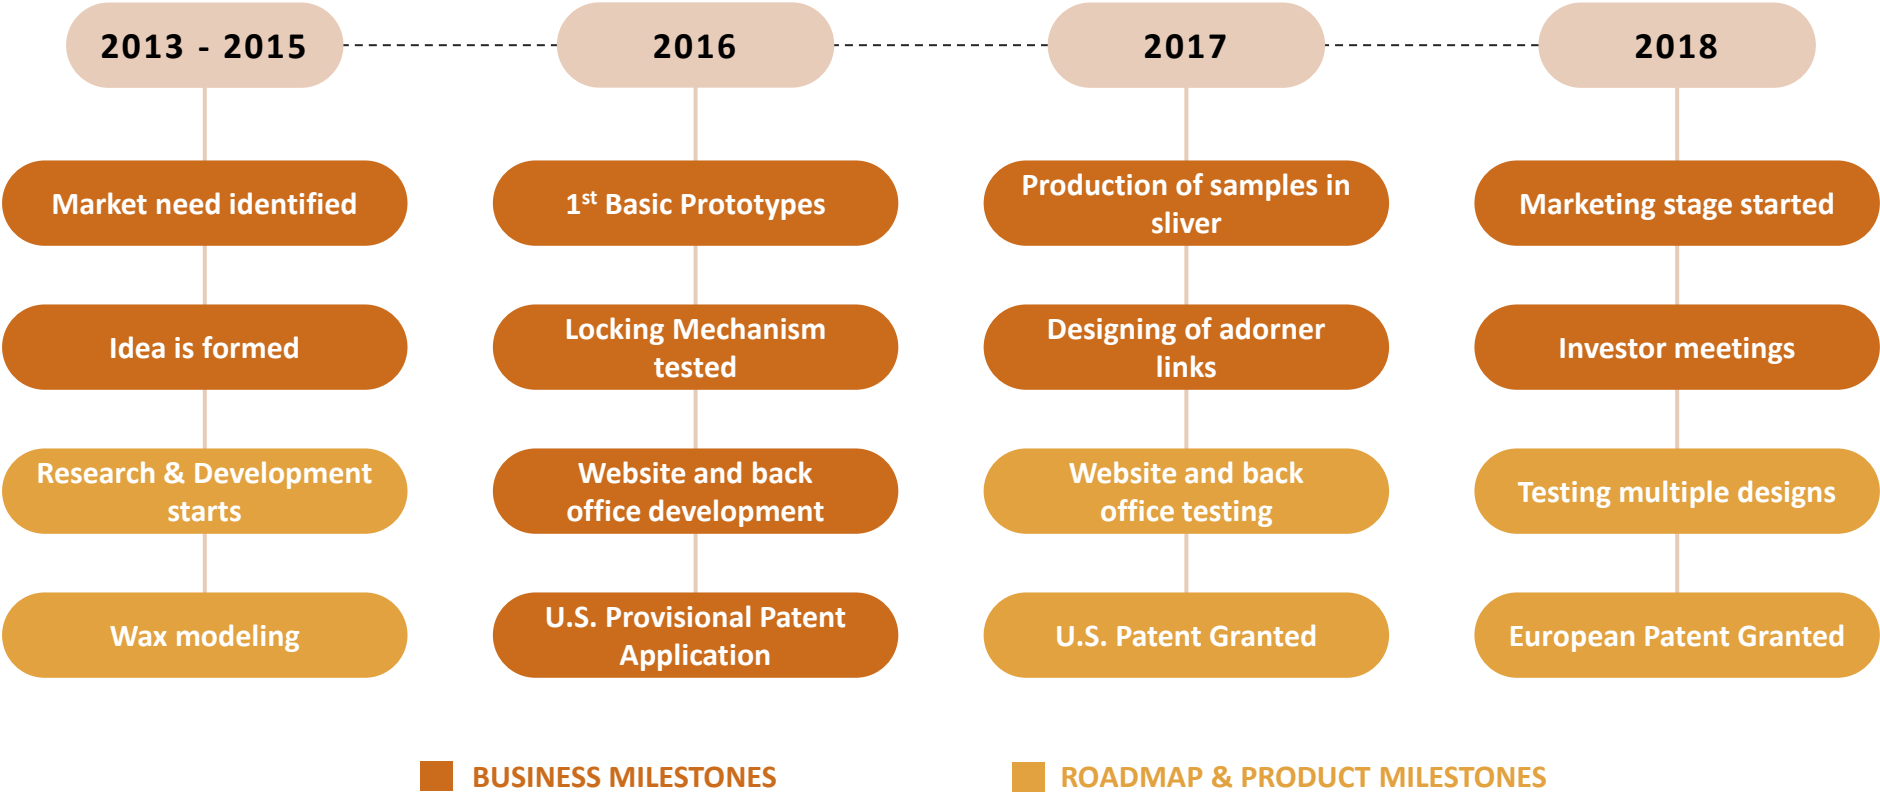 2013 - 2015
2016
2017
2018
Market need identified
1st Basic Prototypes
Production of samples in
sliver
Marketing stage started
Idea is formed
Locking Mechanism
tested
Designing of adorner
links
Investor meetings
Research & Development
starts
Website and back
office development
Website and back
office testing
Testing multiple designs
Wax modeling
U.S. Provisional Patent
Application
U.S. Patent Granted
European Patent Granted
BUSINESS MILESTONES
ROADMAP & PRODUCT MILESTONES